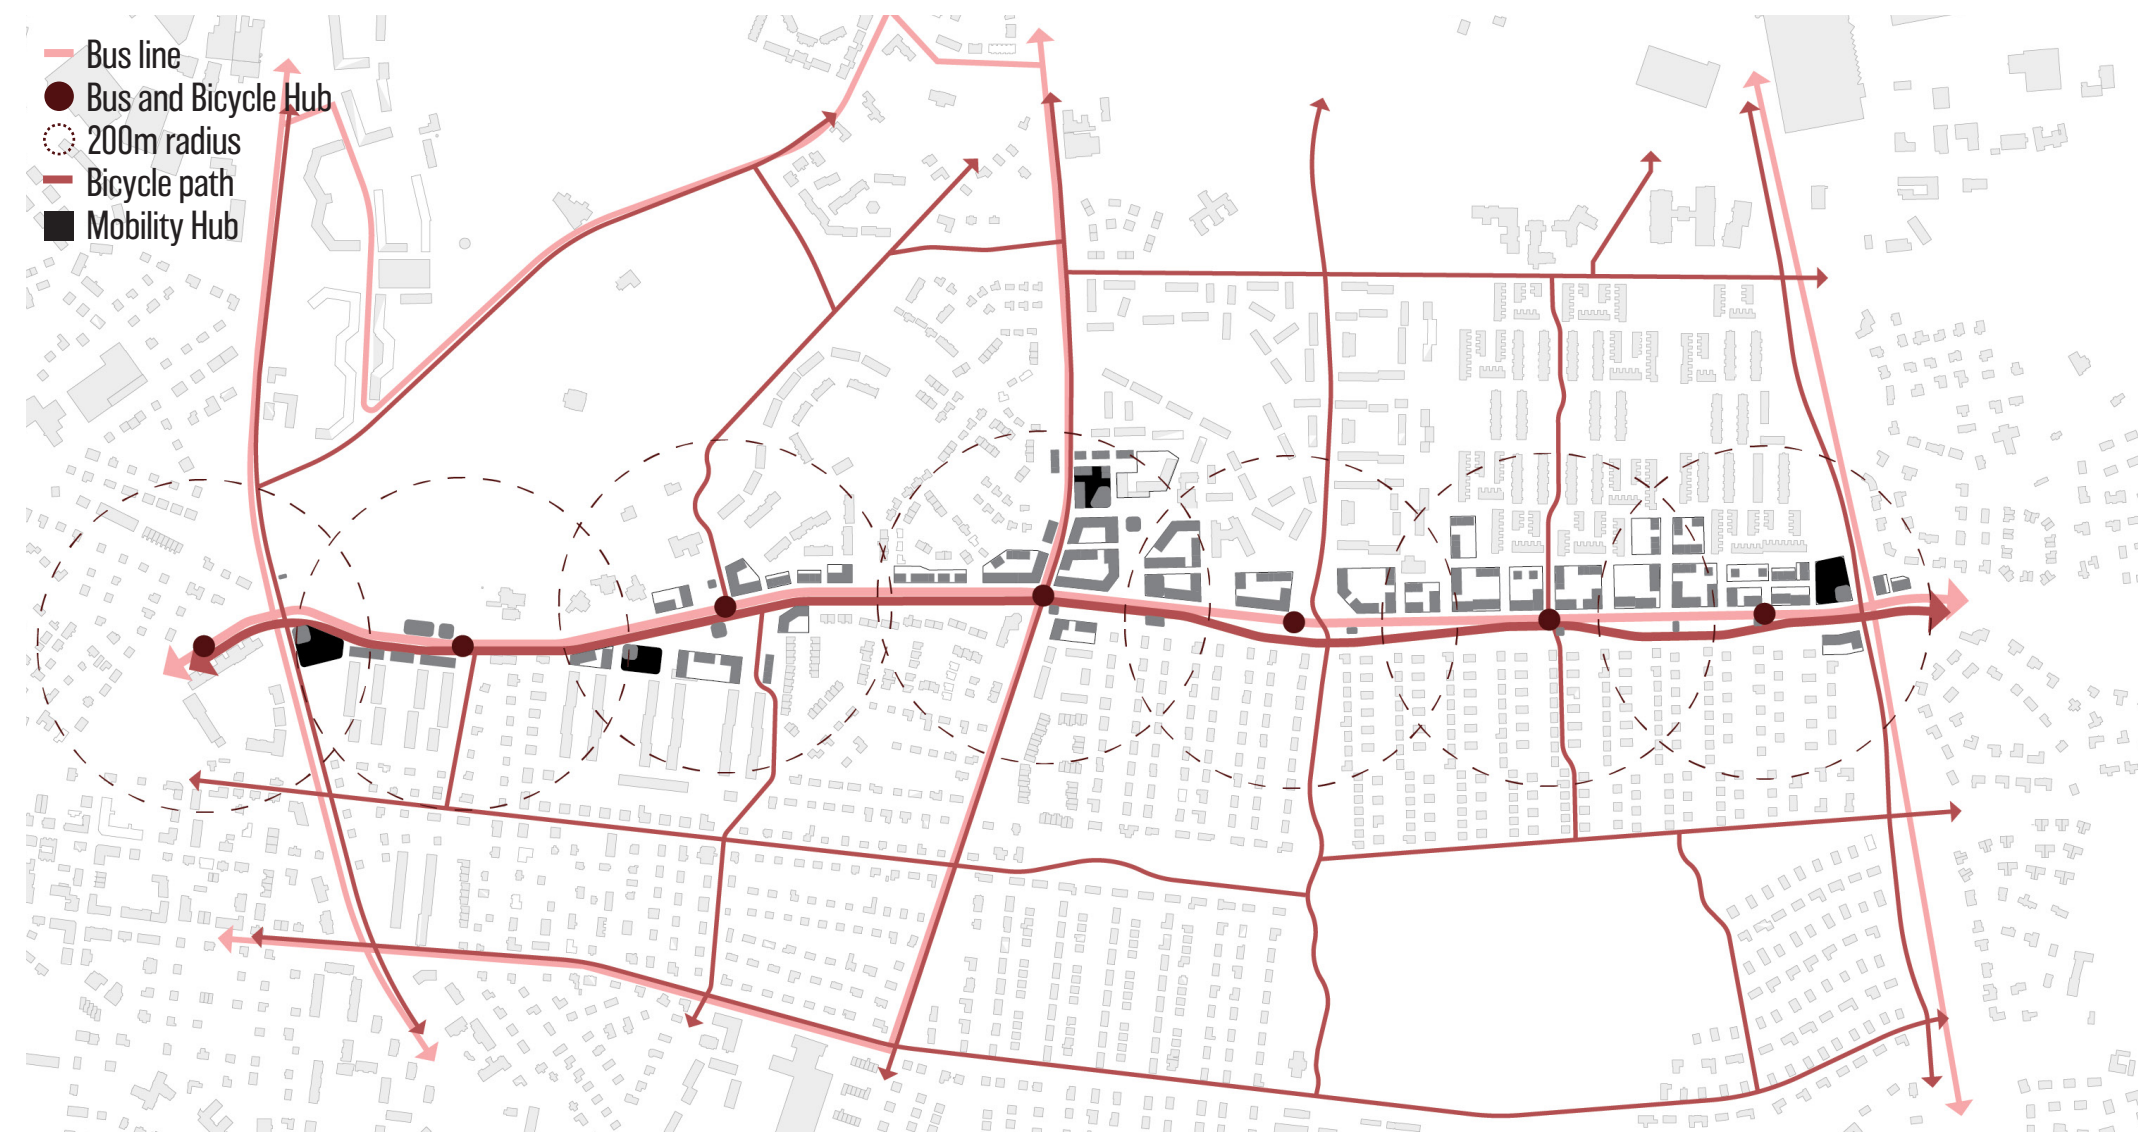 Bus line
Bus and Bicycle Hub
200m radius
Bicycle path
Mobility Hub